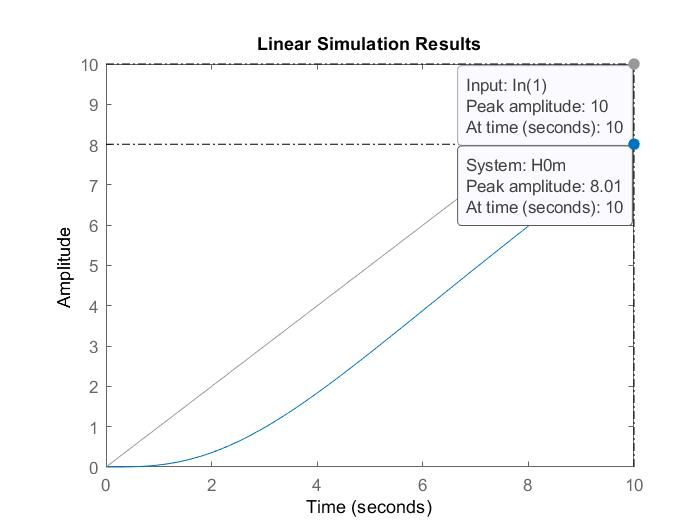 Linear Simulation Results
10
9
8
7
6
5
4
3
2
1
0
Amplitude
Input: In(1)
Peak amplitude: 10
At time (seconds): 10
System: H0m
Peak amplitude: 8.01
At time (seconds): 10
0 2 4 6 8 10
Time (seconds)